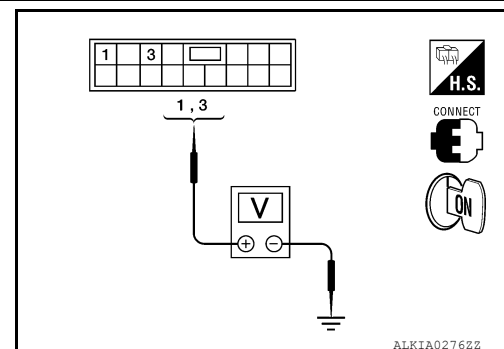 1 3
H.S.
1 , 3
CONNECT
V
ON
+ −
ALKIA0276ZZ